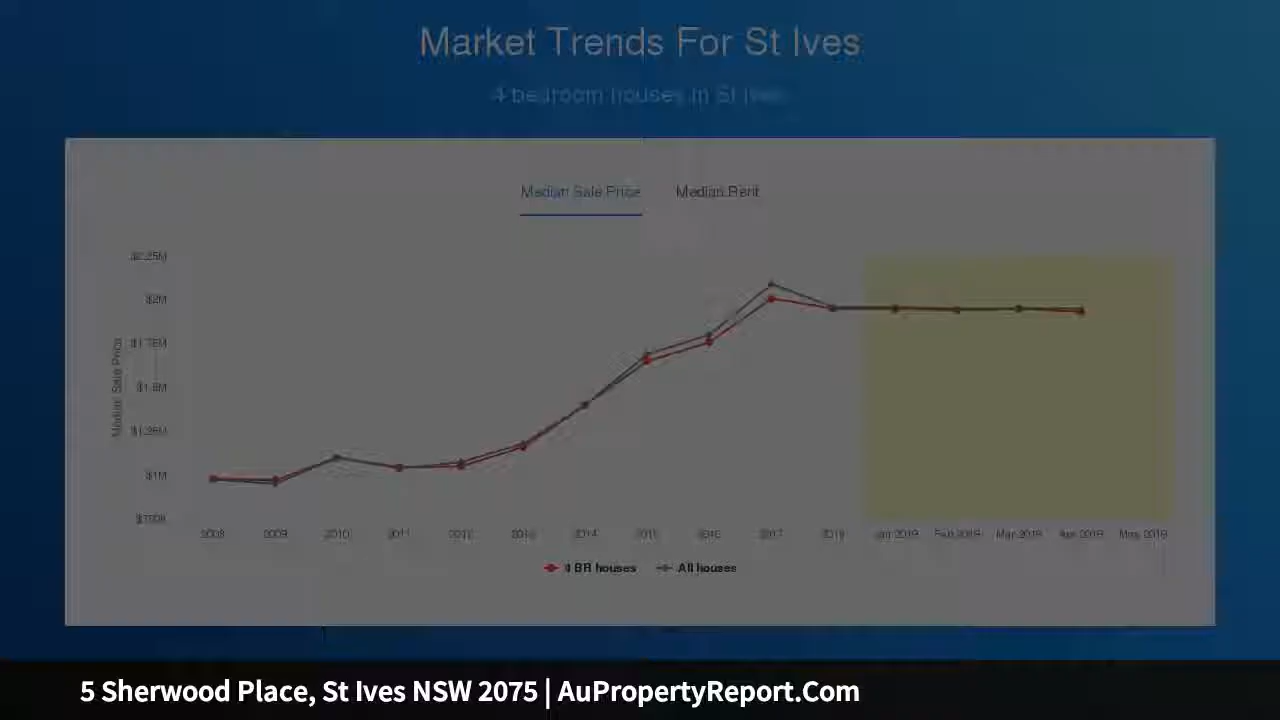 Market Trends For St Ives
4 bedroom houses in St Ives
Median Sale Price Median Rent
$2.25M
$2M
$1.75M
$1.5M
$1.25M
$1M
$750K
Median Sale Price
2008 2009 2010 2011 2012 2013 2014 2015 2016 2017 2018 Jan 2019 Feb 2019 Mar 2019 Apr 2019 May 2019
4 BR houses All houses
5 Sherwood Place, St Ives NSW 2075 | AuPropertyReport.Com